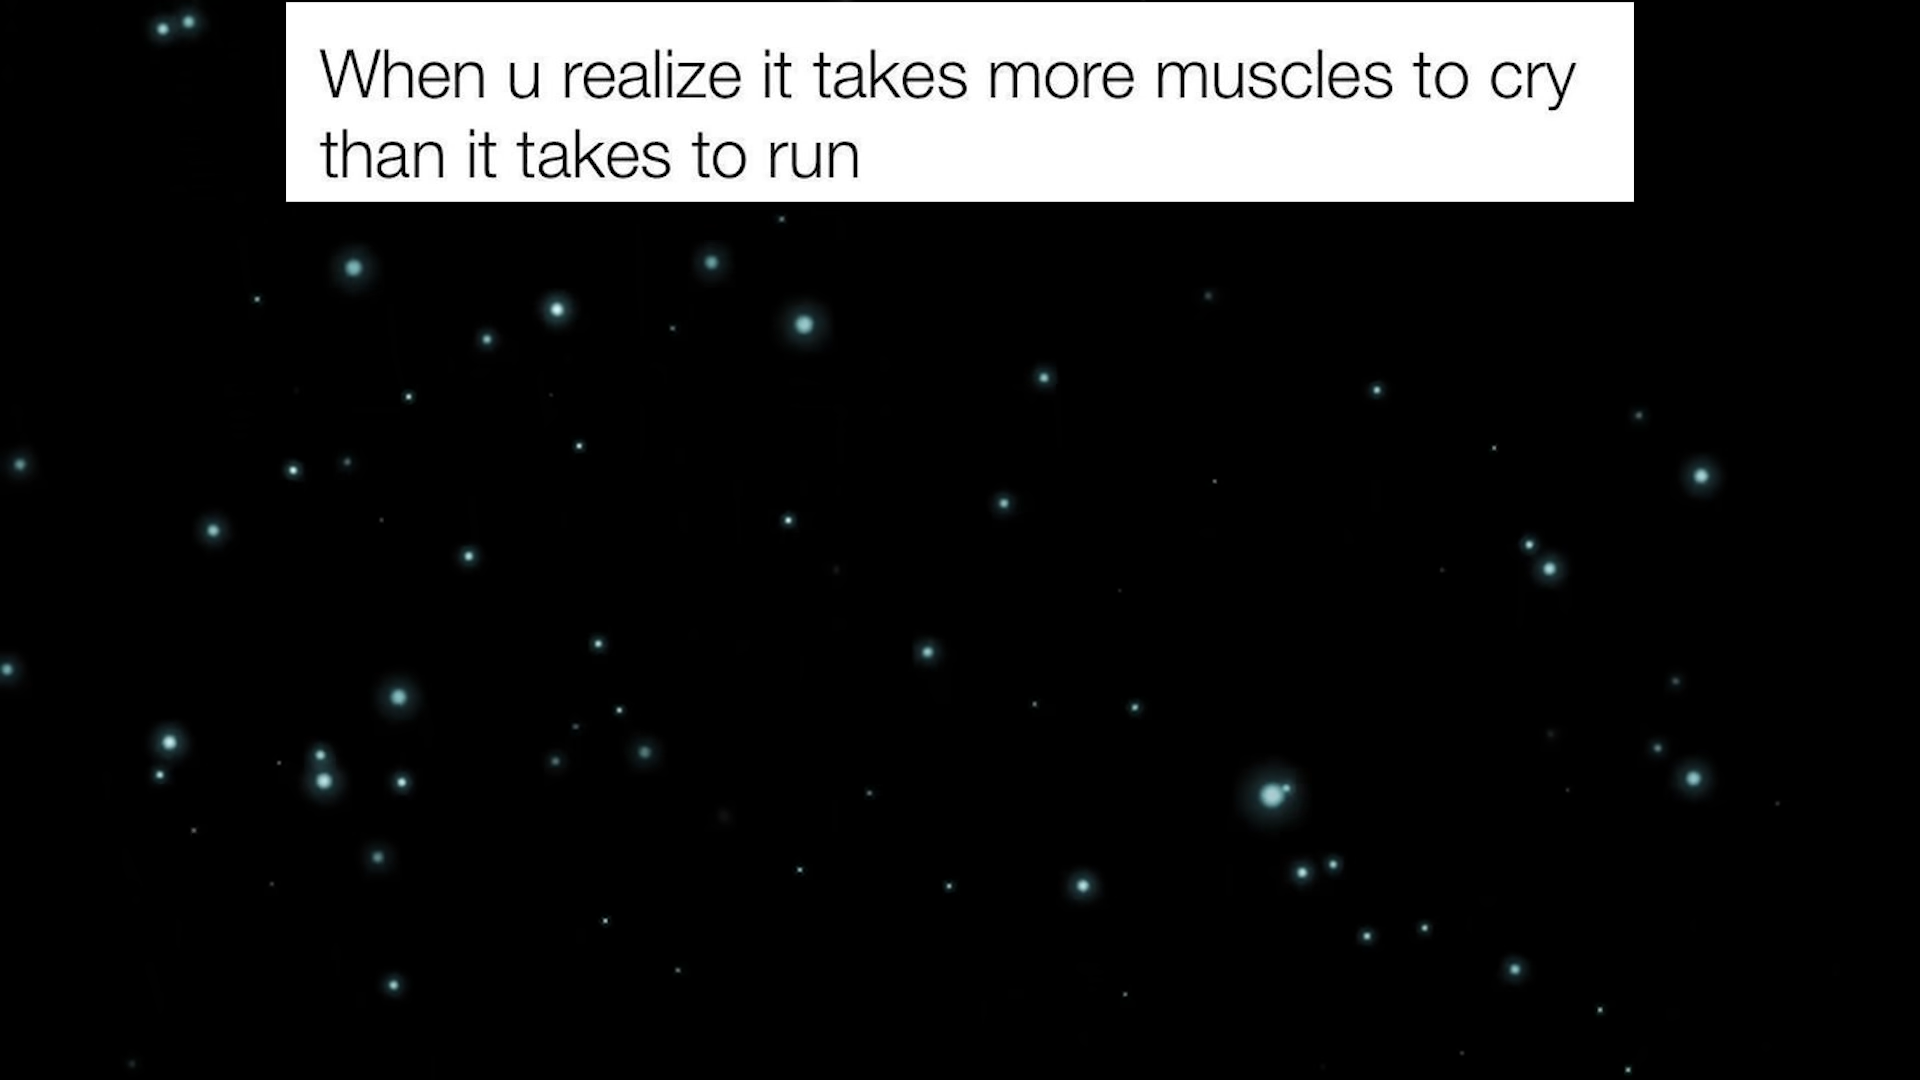 When u realize it takes more muscles to cry
than it takes to run